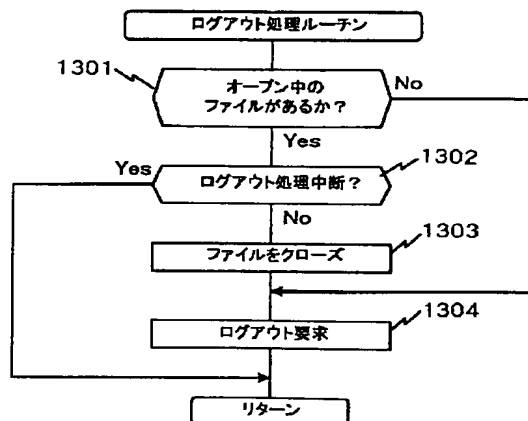 ログアウト処理ルーチン
1301
オープン中の
ファイルがあるか？
No
Yes
Yes
1302
ログアウト処理中断？
No
1303
ファイルをクローズ
1304
ログアウト要求
リターン